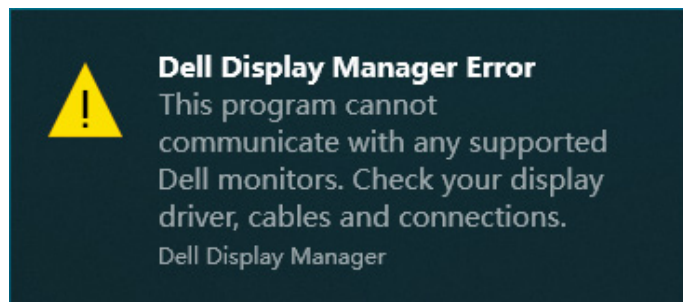 Dell Display Manager Error
This program cannot
communicate with any supported
Dell monitors. Check your display
driver, cables and connections.
Dell Display Manager